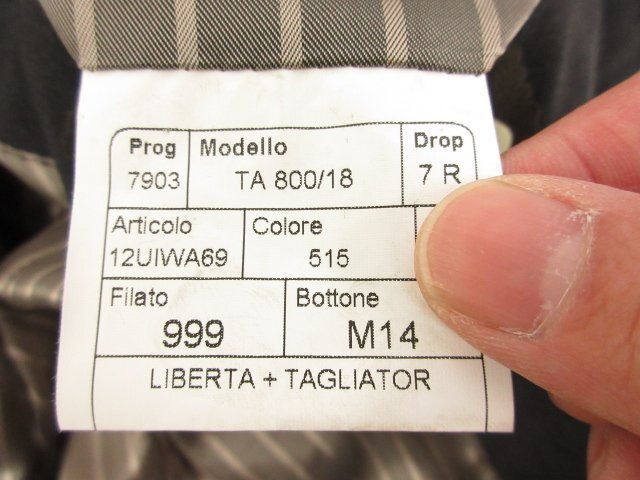 Prog Modello Drop
7903 TA 800/18 7 R
Articolo Colore
12UIWA69 515
Filato Bottone
999 M14
LIBERTA + TAGLIATOR